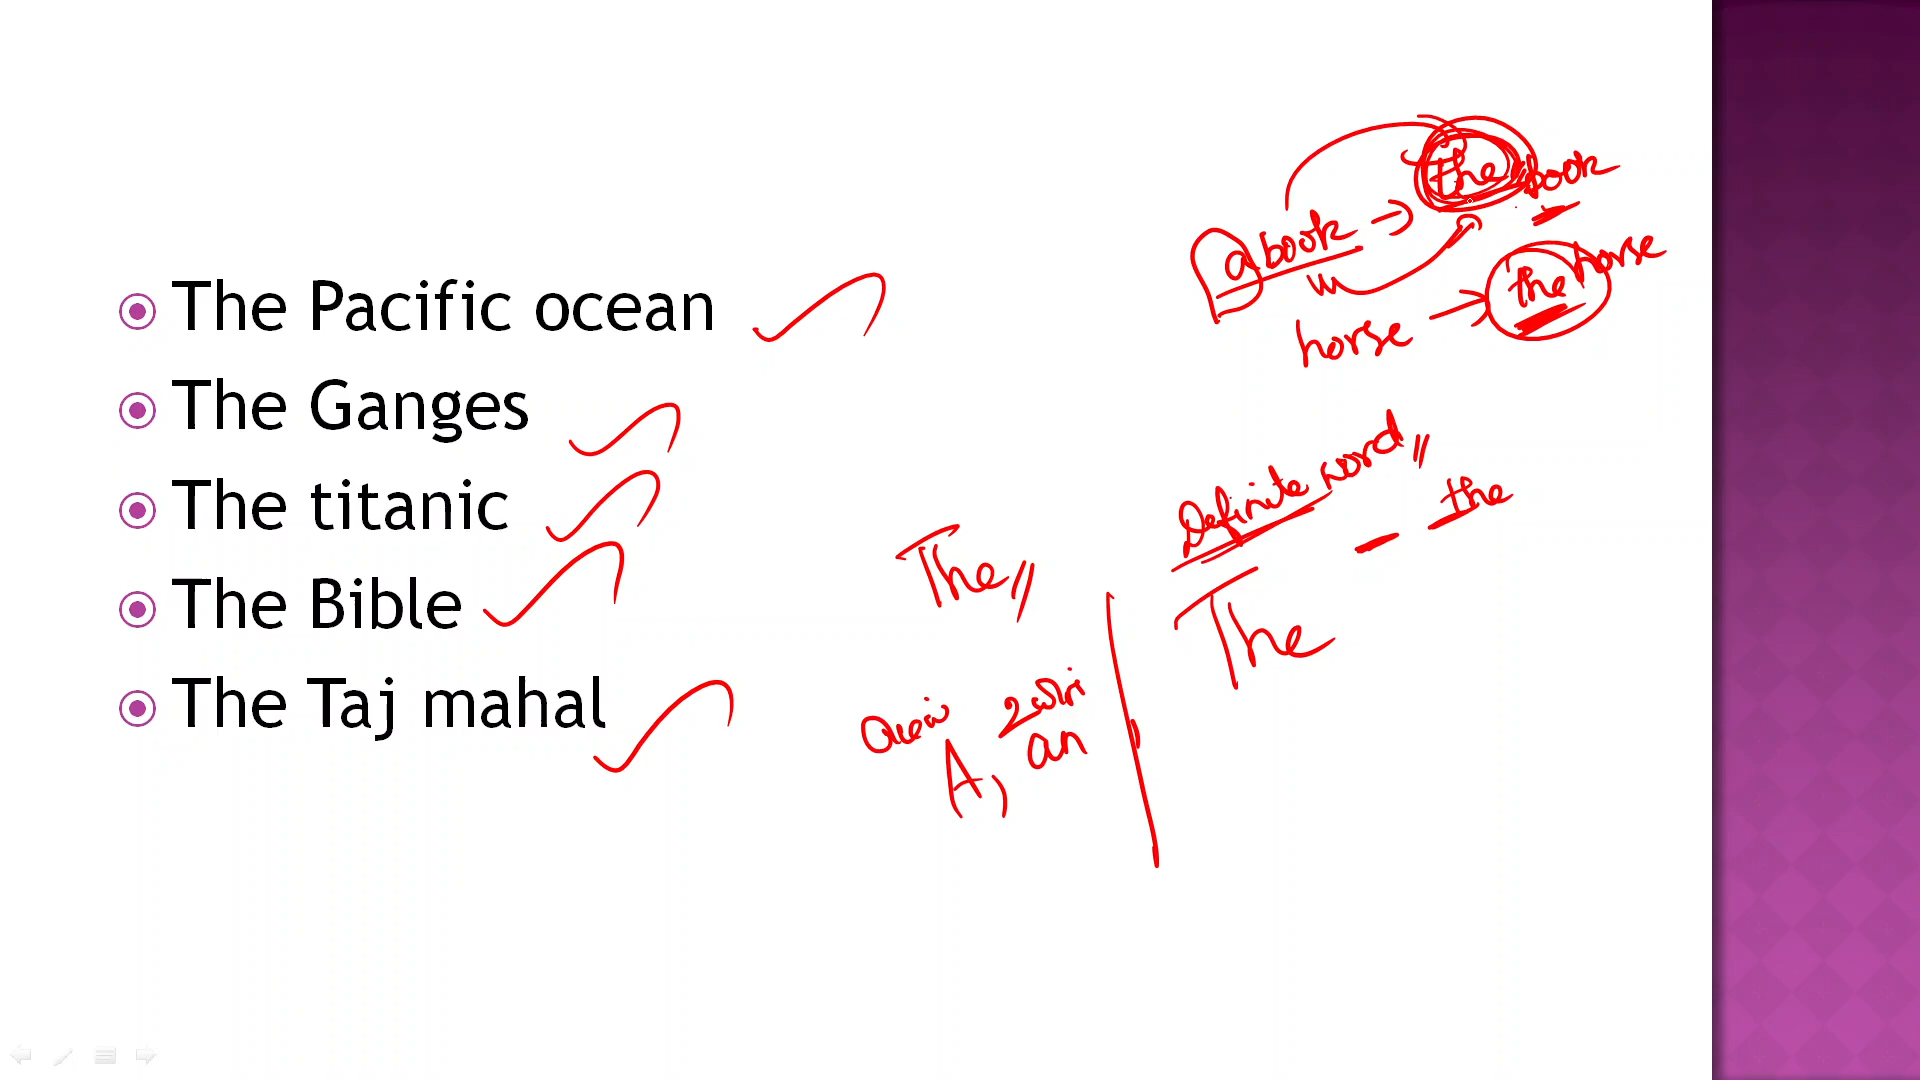 The Pacific ocean
The Ganges
The titanic
The Bible
The Taj mahal
a book → the book
horse → the horse
Definite word,,
- the
The,,
The
A, an